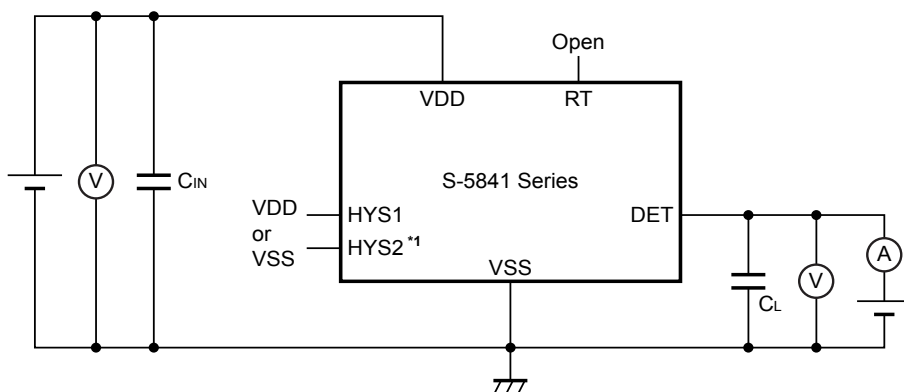 Open
VDD
RT
V
CIN
S-5841 Series
VDD
or
VSS
HYS1
HYS2 *1
DET
VSS
CL
V
A